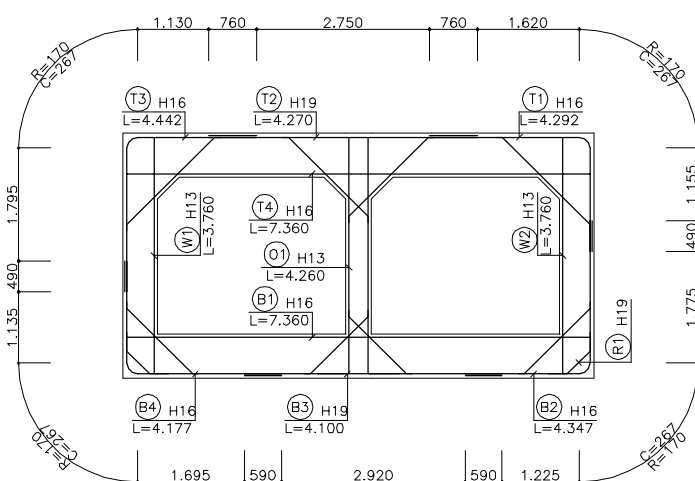 1.130 760 2.750 760 1.620
R=170
C=267
R=170
C=267
T3 H16
L=4.442
T2 H19
L=4.270
T1 H16
L=4.292
1.795
490
1.135
1.155
490
1.775
W1 H13
L=3.760
T4 H16
L=7.360
W2 H13
L=3.760
O1 H13
L=4.260
B1 H16
L=7.360
R1 H19
B4 H16
L=4.177
B3 H19
L=4.100
B2 H16
L=4.347
C=267
R=170
C=267
R=170
1.695 590 2.920 590 1.225